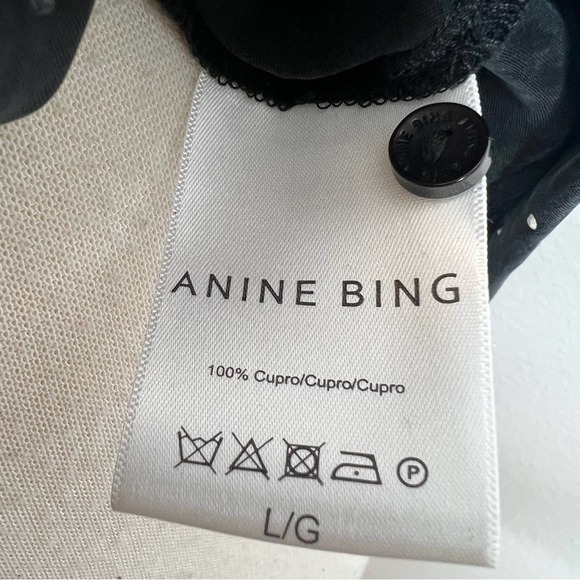 ANINE BING
100% Cupro/Cupro/Cupro
P
L/G